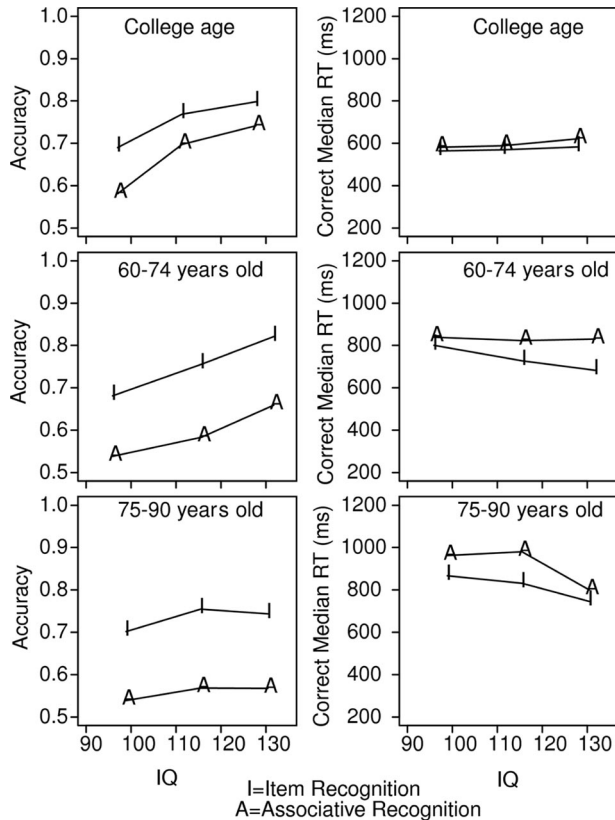 College age
Accuracy
1.0
0.9
0.8
0.7
0.6
0.5
I I I
A A A
College age
Correct Median RT (ms)
1200
1000
800
600
400
200
I I I
A A A
60-74 years old
Accuracy
1.0
0.9
0.8
0.7
0.6
0.5
I I I
A A A
60-74 years old
Correct Median RT (ms)
1200
1000
800
600
400
200
A A A
I I I
75-90 years old
Accuracy
1.0
0.9
0.8
0.7
0.6
0.5
I I I
A A A
90 100 110 120 130
IQ
75-90 years old
Correct Median RT (ms)
1200
1000
800
600
400
200
A A A
I I I
90 100 110 120 130
IQ
I=Item Recognition
A=Associative Recognition